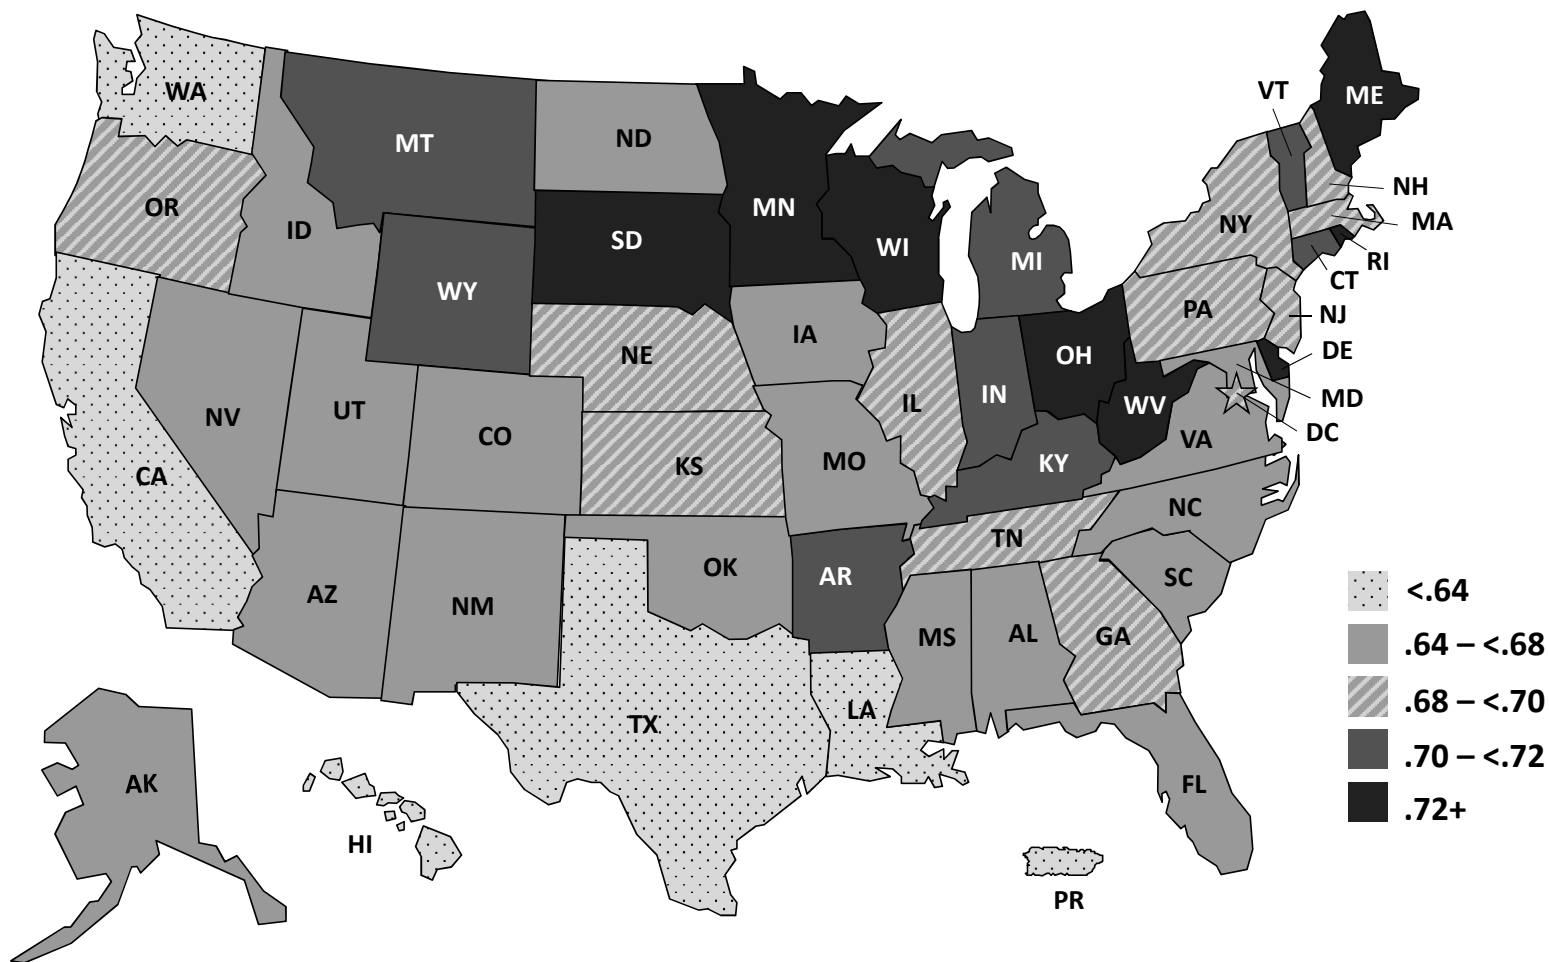 WA
MT
ND
MN
VT
ME
OR
ID
SD
WI
MI
NY
NH
MA
RI
CT
WY
NE
IA
IL
IN
OH
PA
NJ
DE
MD
DC
NV
UT
CO
KS
MO
KY
WV
VA
CA
AZ
NM
OK
AR
TN
NC
SC
MS
AL
GA
TX
LA
FL
AK
HI
PR
<.64
.64 – <.68
.68 – <.70
.70 – <.72
.72+